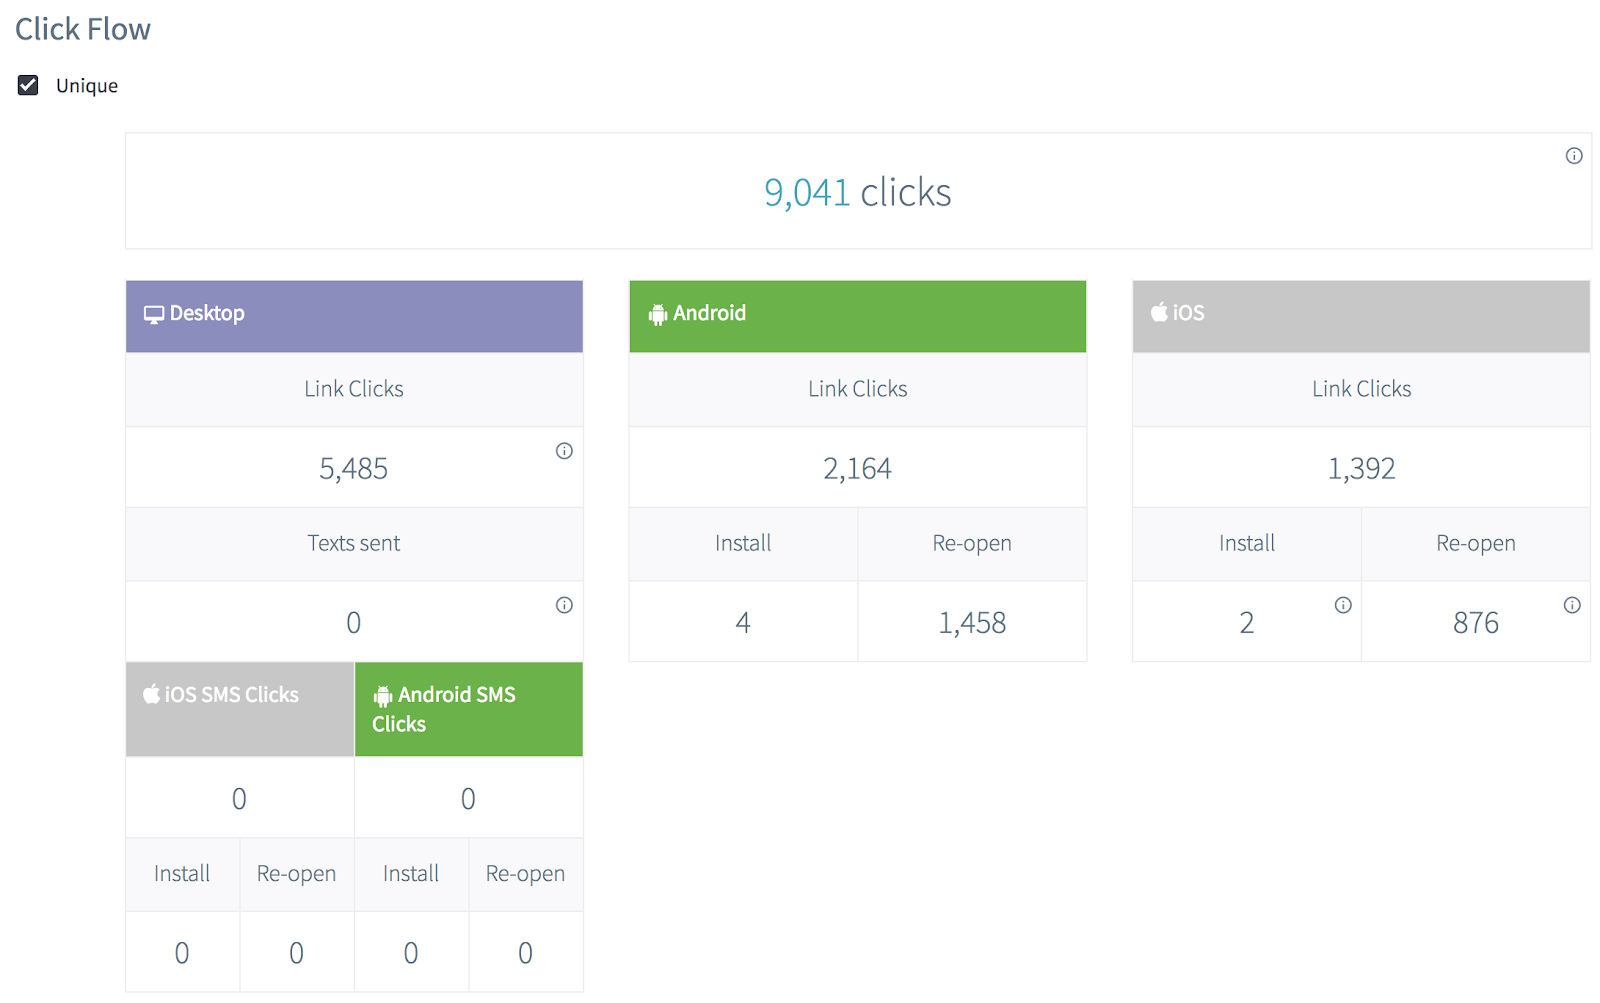 Click Flow
Unique
9,041 clicks
Desktop
Android
iOS
Link Clicks
Link Clicks
Link Clicks
5,485
2,164
1,392
Texts sent
Install
Re-open
Install
Re-open
0
4
1,458
2
876
iOS SMS Clicks
Android SMS
Clicks
0
0
Install
Re-open
Install
Re-open
0
0
0
0